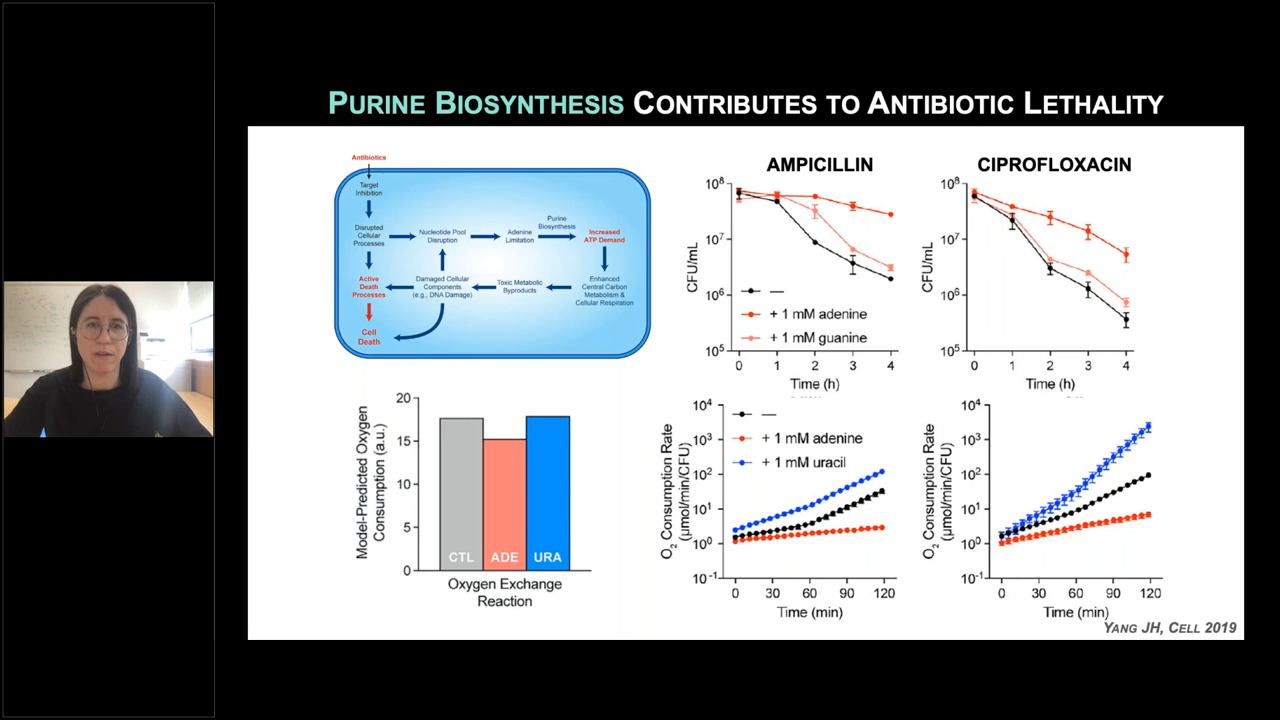 PURINE BIOSYNTHESIS CONTRIBUTES TO ANTIBIOTIC LETHALITY
Antibiotics
Target
Inhibition
Disrupted
Cellular
Processes
Nucleotide Pool
Disruption
Adenine
Limitation
Purine
Biosynthesis
Increased
ATP Demand
Active
Death
Processes
Damaged Cellular
Components
(e.g., DNA Damage)
Toxic Metabolic
Byproducts
Enhanced
Central Carbon
Metabolism &
Cellular Respiration
Cell
Death
AMPICILLIN
CFU/mL
10⁸
10⁷
10⁶
10⁵
—
+ 1 mM adenine
+ 1 mM guanine
0 1 2 3 4
Time (h)
CIPROFLOXACIN
CFU/mL
10⁸
10⁷
10⁶
10⁵
0 1 2 3 4
Time (h)
Model-Predicted Oxygen
Consumption (a.u.)
20
15
10
5
0
CTL ADE URA
Oxygen Exchange
Reaction
O₂ Consumption Rate
(µmol/min/CFU)
10⁴
10³
10²
10¹
10⁰
10⁻¹
—
+ 1 mM adenine
+ 1 mM uracil
0 30 60 90 120
Time (min)
O₂ Consumption Rate
(µmol/min/CFU)
10⁴
10³
10²
10¹
10⁰
10⁻¹
0 30 60 90 120
Time (min)
YANG JH, CELL 2019